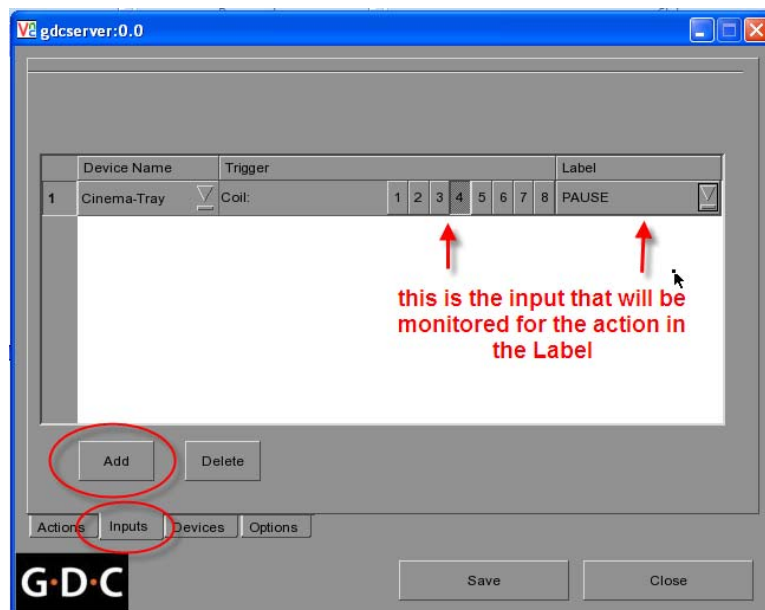 gdcserver:0.0
Device Name Trigger Label
1 Cinema-Tray Coil: 1 2 3 4 5 6 7 8 PAUSE
this is the input that will be
monitored for the action in
the Label
Add Delete
Actions Inputs Devices Options
G·D·C Save Close